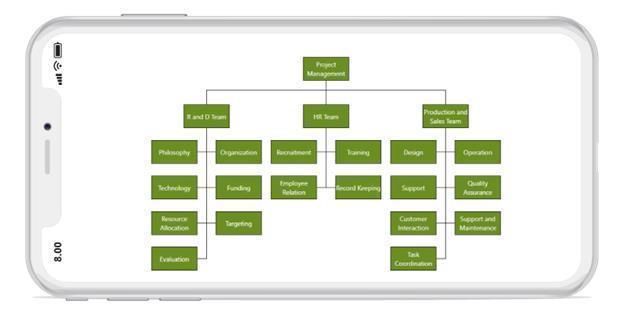 Project
Management
R and D Team
HR Team
Production and
Sales Team
Philosophy
Organization
Recruitment
Training
Design
Operation
Technology
Funding
Employee
Relation
Record Keeping
Support
Quality
Assurance
Resource
Allocation
Targeting
Customer
Interaction
Support and
Maintenance
Evaluation
Task
Coordination
8.00